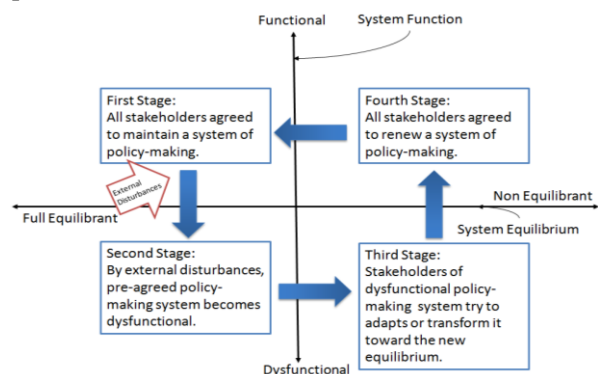 Functional
System Function
First Stage:
All stakeholders agreed
to maintain a system of
policy-making.
Fourth Stage:
All stakeholders agreed
to renew a system of
policy-making.
External
Disturbances
Full Equilibrant
Non Equilibrant
System Equilibrium
Second Stage:
By external disturbances,
pre-agreed policy-
making system becomes
dysfunctional.
Third Stage:
Stakeholders of
dysfunctional policy-
making system try to
adapts or transform it
toward the new
equilibrium.
Dysfunctional